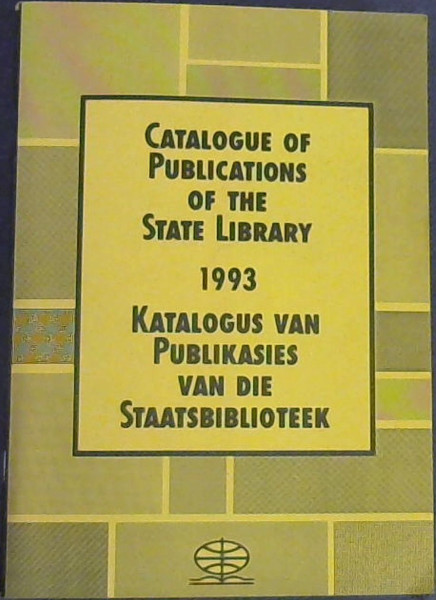 CATALOGUE OF
PUBLICATIONS
OF THE
STATE LIBRARY
1993
KATALOGUS VAN
PUBLIKASIES
VAN DIE
STAATSBIBLIOTEEK